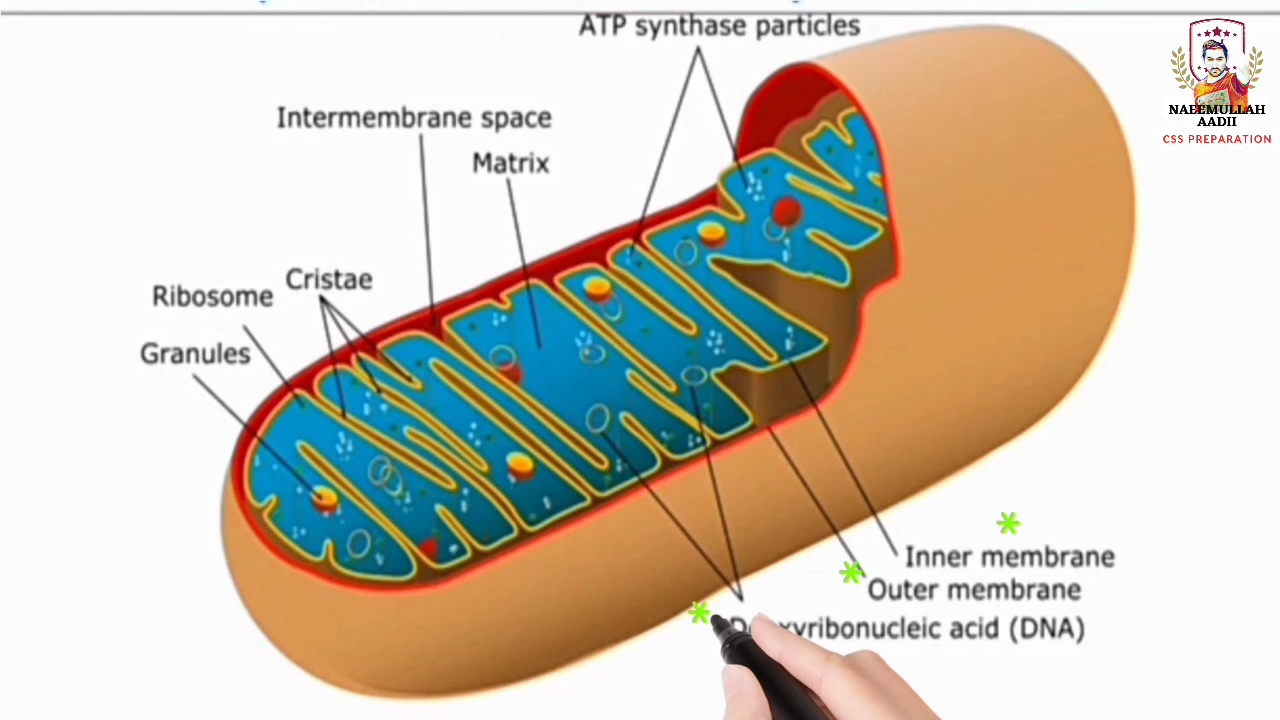 ATP synthase particles
NAEEMULLAH
AADII
CSS PREPARATION
Intermembrane space
Matrix
Cristae
Ribosome
Granules
Inner membrane
Outer membrane
acid (DNA)